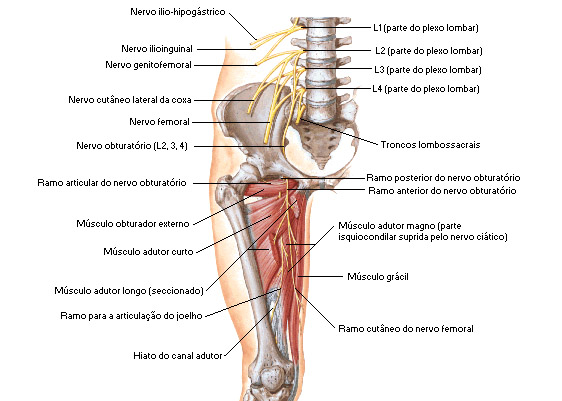 Nervo ilio-hipogástrico
Nervo ilioinguinal
Nervo genitofemoral
Nervo cutâneo lateral da coxa
Nervo femoral
Nervo obturatório (L2, 3, 4)
Ramo articular do nervo obturatório
Músculo obturador externo
Músculo adutor curto
Músculo adutor longo (seccionado)
Ramo para a articulação do joelho
Hiato do canal adutor
L1 (parte do plexo lombar)
L2 (parte do plexo lombar)
L3 (parte do plexo lombar)
L4 (parte do plexo lombar)
Troncos lombossacrais
Ramo posterior do nervo obturatório
Ramo anterior do nervo obturatório
Músculo adutor magno (parte
isquiocondilar suprida pelo nervo ciático)
Músculo grácil
Ramo cutâneo do nervo femoral